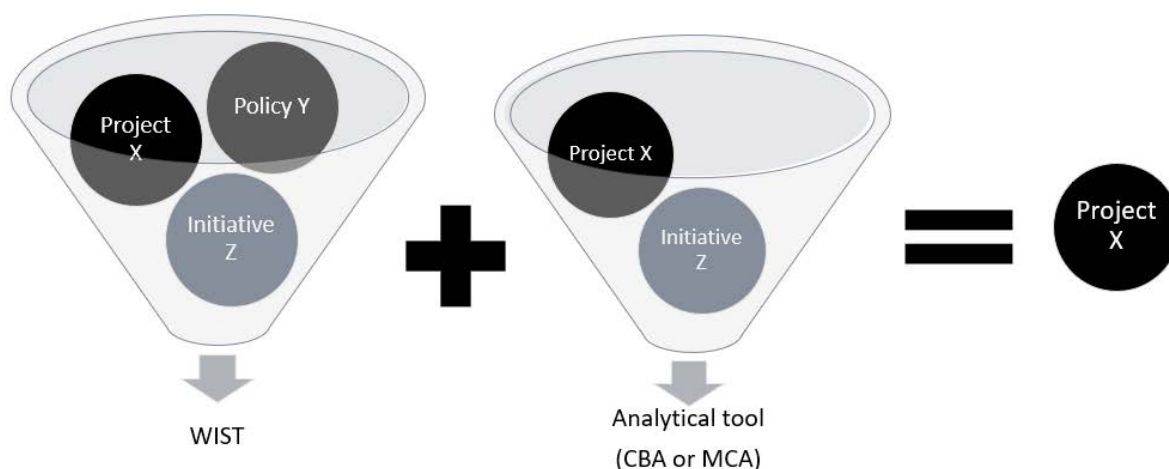 Project
X
Policy Y
Initiative
Z
WIST
Project X
Initiative
Z
Analytical tool
(CBA or MCA)
Project
X